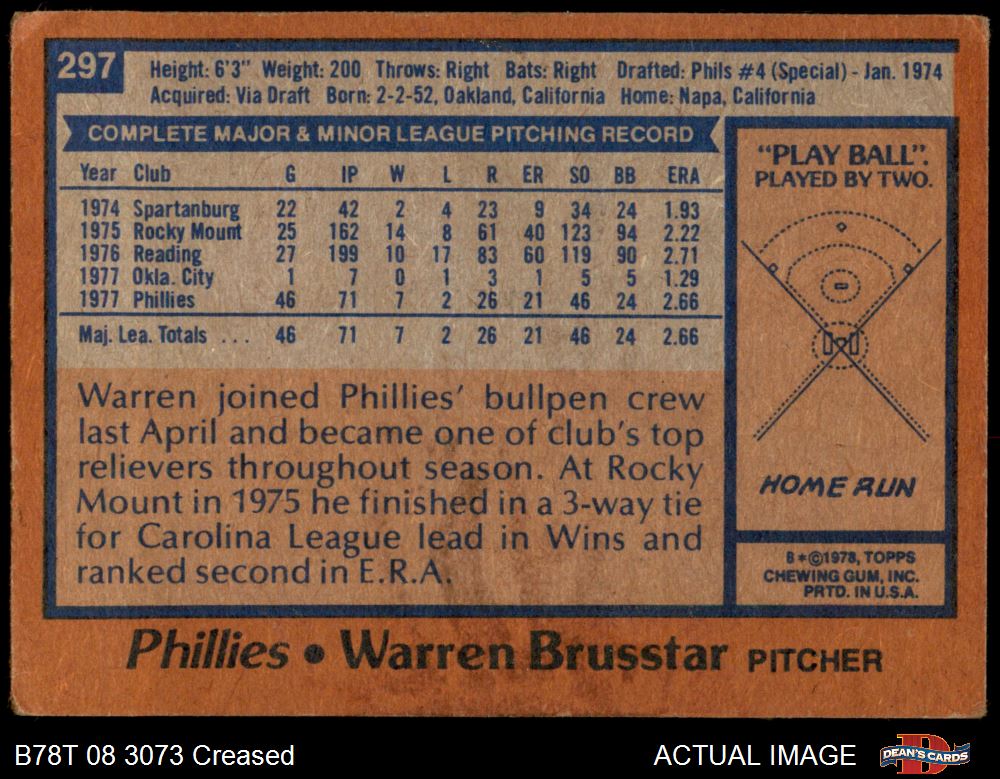 297
Height: 6'3" Weight: 200 Throws: Right Bats: Right Drafted: Phils #4 (Special) - Jan. 1974
Acquired: Via Draft Born: 2-2-52, Oakland, California Home: Napa, California
COMPLETE MAJOR & MINOR LEAGUE PITCHING RECORD
Year Club G IP W L R ER SO BB ERA
1974 Spartanburg 22 42 2 4 23 9 34 24 1.93
1975 Rocky Mount 25 162 14 8 61 40 123 94 2.22
1976 Reading 27 199 10 17 83 60 119 90 2.71
1977 Okla. City 1 7 0 1 3 1 5 5 1.29
1977 Phillies 46 71 7 2 26 21 46 24 2.66
Maj. Lea. Totals ... 46 71 7 2 26 21 46 24 2.66
Warren joined Phillies' bullpen crew
last April and became one of club's top
relievers throughout season. At Rocky
Mount in 1975 he finished in a 3-way tie
for Carolina League lead in Wins and
ranked second in E.R.A.
"PLAY BALL".
PLAYED BY TWO.
HOME RUN
B*©1978, TOPPS
CHEWING GUM, INC.
PRTD. IN U.S.A.
Phillies • Warren Brusstar PITCHER
B78T 08 3073 Creased
ACTUAL IMAGE
DEAN'S CARDS